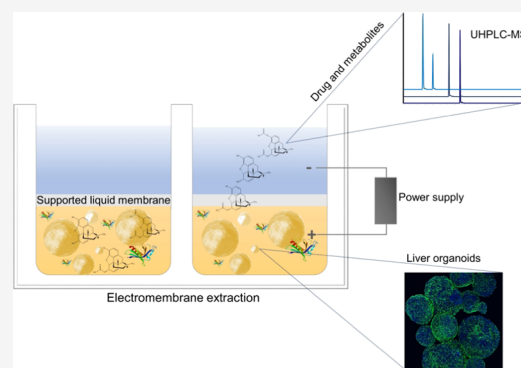 Drug and metabolites
UHPLC-MS
Supported liquid membrane
-
+
Power supply
Liver organoids
Electromembrane extraction